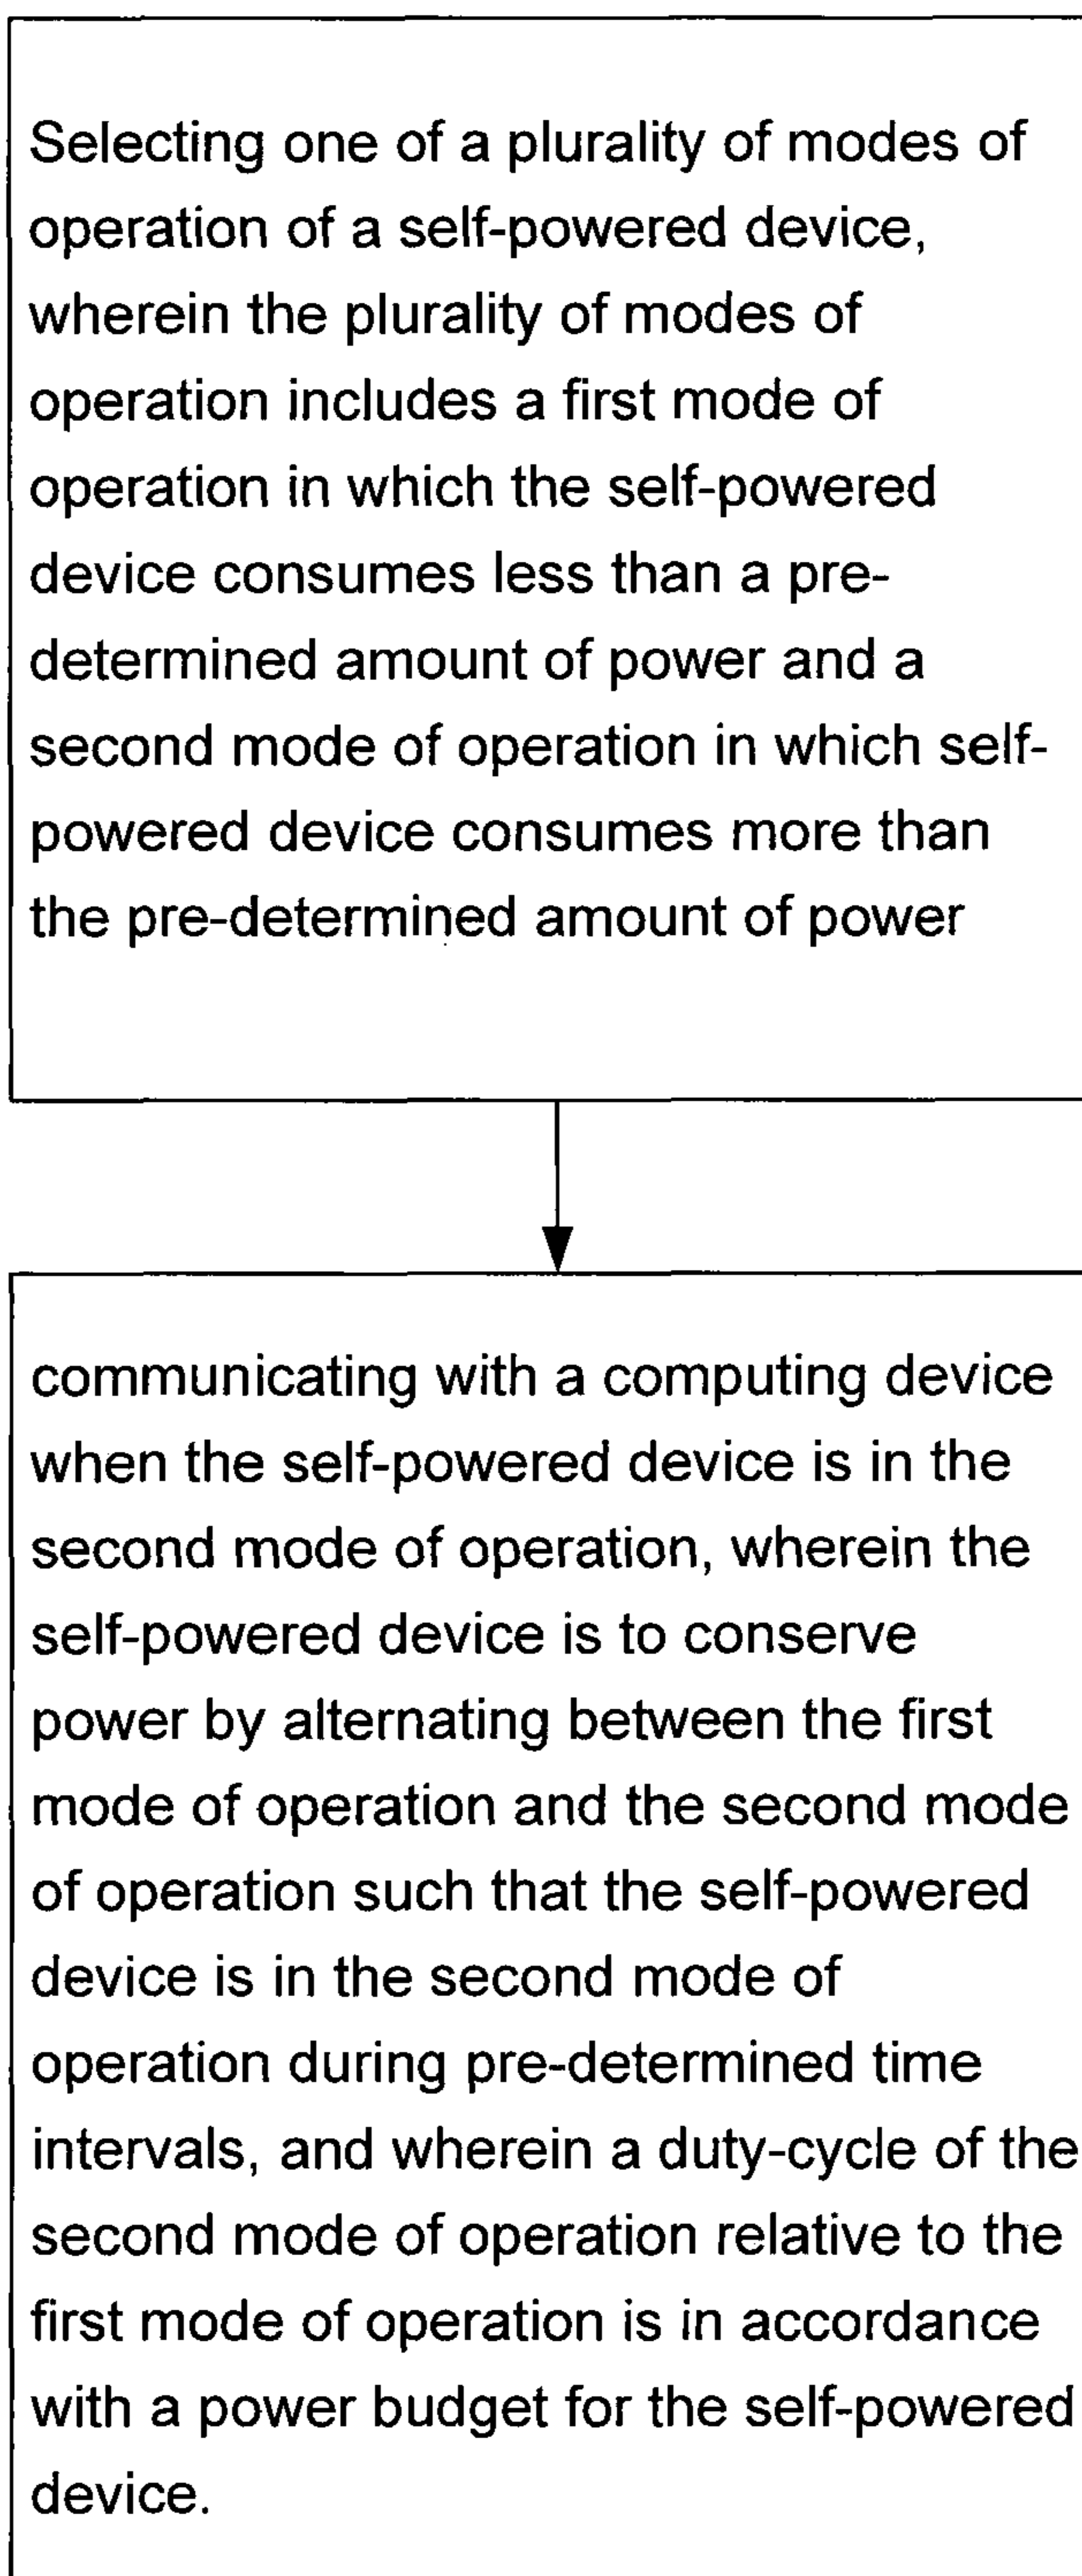 Selecting one of a plurality of modes of
operation of a self-powered device,
wherein the plurality of modes of
operation includes a first mode of
operation in which the self-powered
device consumes less than a pre-
determined amount of power and a
second mode of operation in which self-
powered device consumes more than
the pre-determined amount of power
communicating with a computing device
when the self-powered device is in the
second mode of operation, wherein the
self-powered device is to conserve
power by alternating between the first
mode of operation and the second mode
of operation such that the self-powered
device is in the second mode of
operation during pre-determined time
intervals, and wherein a duty-cycle of the
second mode of operation relative to the
first mode of operation is in accordance
with a power budget for the self-powered
device.